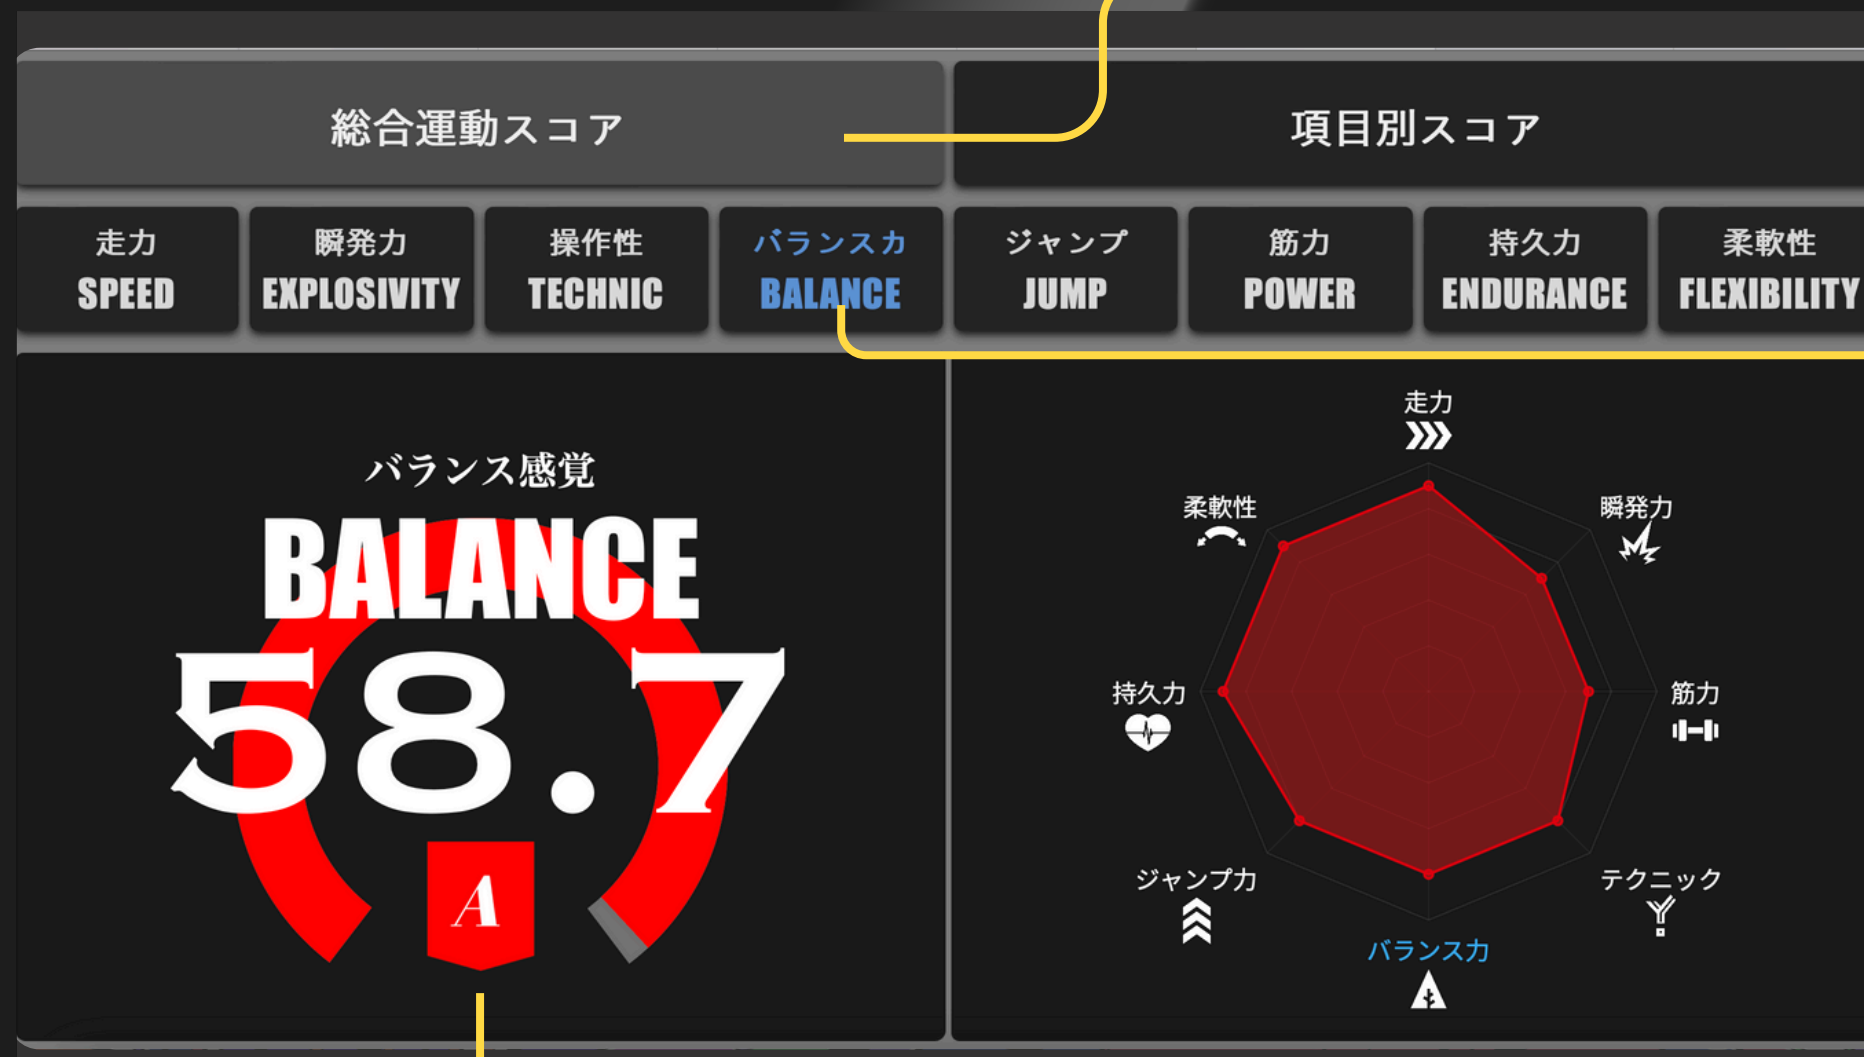 総合運動スコア
項目別スコア
走力
SPEED
瞬発力
EXPLOSIVITY
操作性
TECHNIC
バランス力
BALANCE
ジャンプ
JUMP
筋力
POWER
持久力
ENDURANCE
柔軟性
FLEXIBILITY
バランス感覚
BALANCE
58.7
A
走力
瞬発力
筋力
テクニック
バランス力
ジャンプ力
持久力
柔軟性